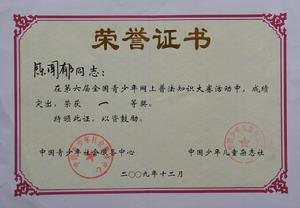 荣誉证书
陈闻郁同志：
在第六届全国青少年网上普法知识大赛活动中，成绩
突出，荣获 一 等奖。
特颁此证，以资鼓励。
中国青少年社会服务中心 中国少年儿童杂志社
二〇〇九年十二月